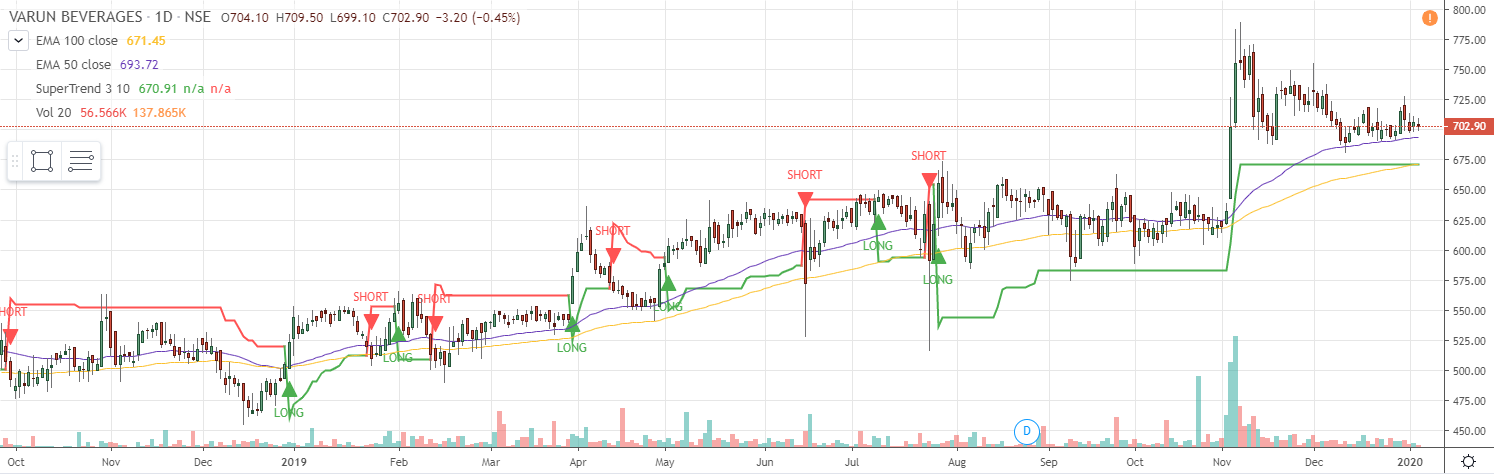 VARUN BEVERAGES · 1D · NSE O704.10 H709.50 L699.10 C702.90 −3.20 (−0.45%)
EMA 100 close 671.45
EMA 50 close 693.72
SuperTrend 3 10 670.91 n/a n/a
Vol 20 56.566K 137.865K
800.00
775.00
750.00
725.00
702.90
675.00
650.00
625.00
600.00
575.00
550.00
525.00
500.00
475.00
450.00
SHORT
SHORT
SHORT
SHORT
LONG
LONG
SHORT
SHORT
SHORT
LONG
HORT
LONG
LONG
LONG
D
Oct Nov Dec 2019 Feb Mar Apr May Jun Jul Aug Sep Oct Nov Dec 2020